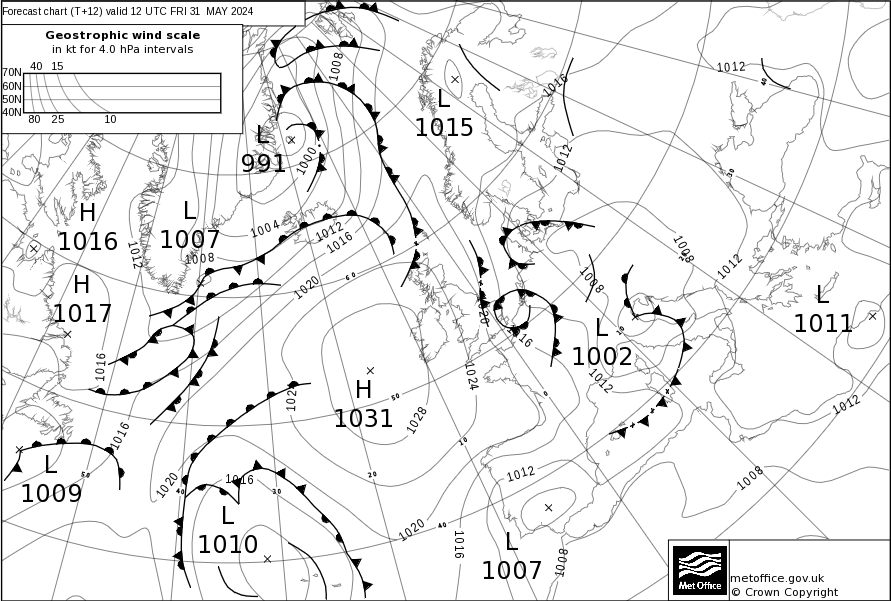 Forecast chart (T+12) valid 12 UTC FRI 31 MAY 2024
Geostrophic wind scale
in kt for 4.0 hPa intervals
40 15
70N
60N
50N
40N
80 25 10
1008
1012
1016
L
1015
L
991
1000
1012
H
1016
L
1007
1004
1012
1016
1008
1012
1008
1012
H
1017
1020
60
1008
L
1011
1020
1016
L
1002
10
1016
1024
1012
0
H
1031
50
1028
1012
1016
102
10
L
1009
50
1020
1016
40
30
20
1012
1008
L
1010
1020
40
1016
L
1007
1008
Met Office
metoffice.gov.uk
© Crown Copyright